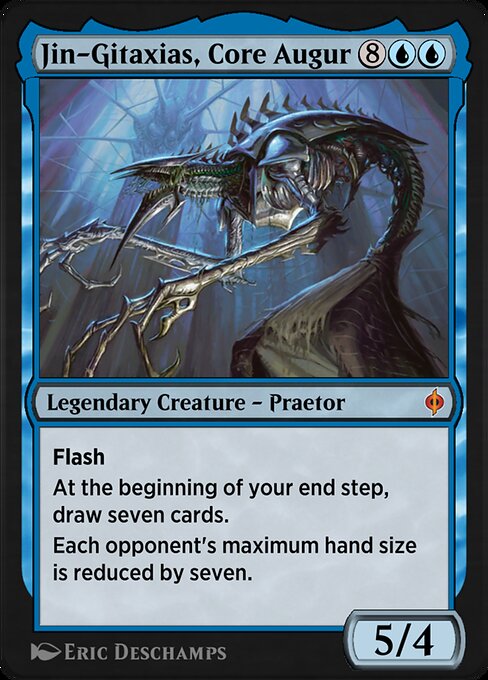 Jin-Gitaxias, Core Augur 8
Legendary Creature – Praetor
Flash
At the beginning of your end step,
draw seven cards.
Each opponent's maximum hand size
is reduced by seven.
5/4
Eric Deschamps